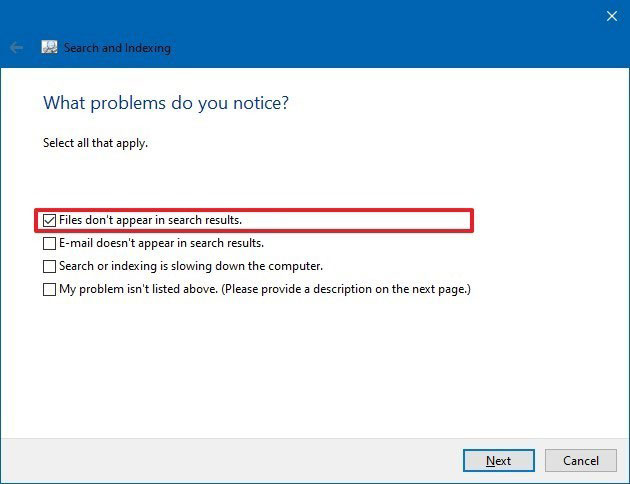 Search and Indexing
What problems do you notice?
Select all that apply.
Files don't appear in search results.
E-mail doesn't appear in search results.
Search or indexing is slowing down the computer.
My problem isn't listed above. (Please provide a description on the next page.)
Next
Cancel